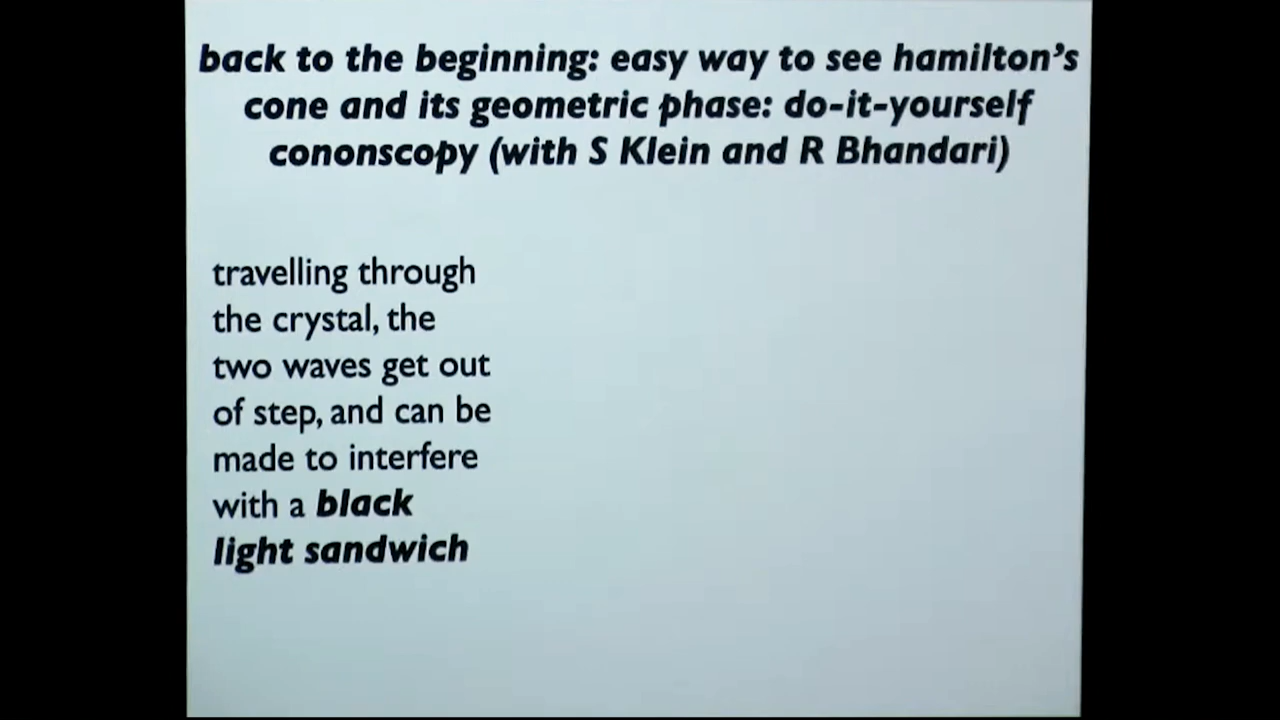 back to the beginning: easy way to see hamilton's
cone and its geometric phase: do-it-yourself
cononscopy (with S Klein and R Bhandari)
travelling through
the crystal, the
two waves get out
of step, and can be
made to interfere
with a black
light sandwich